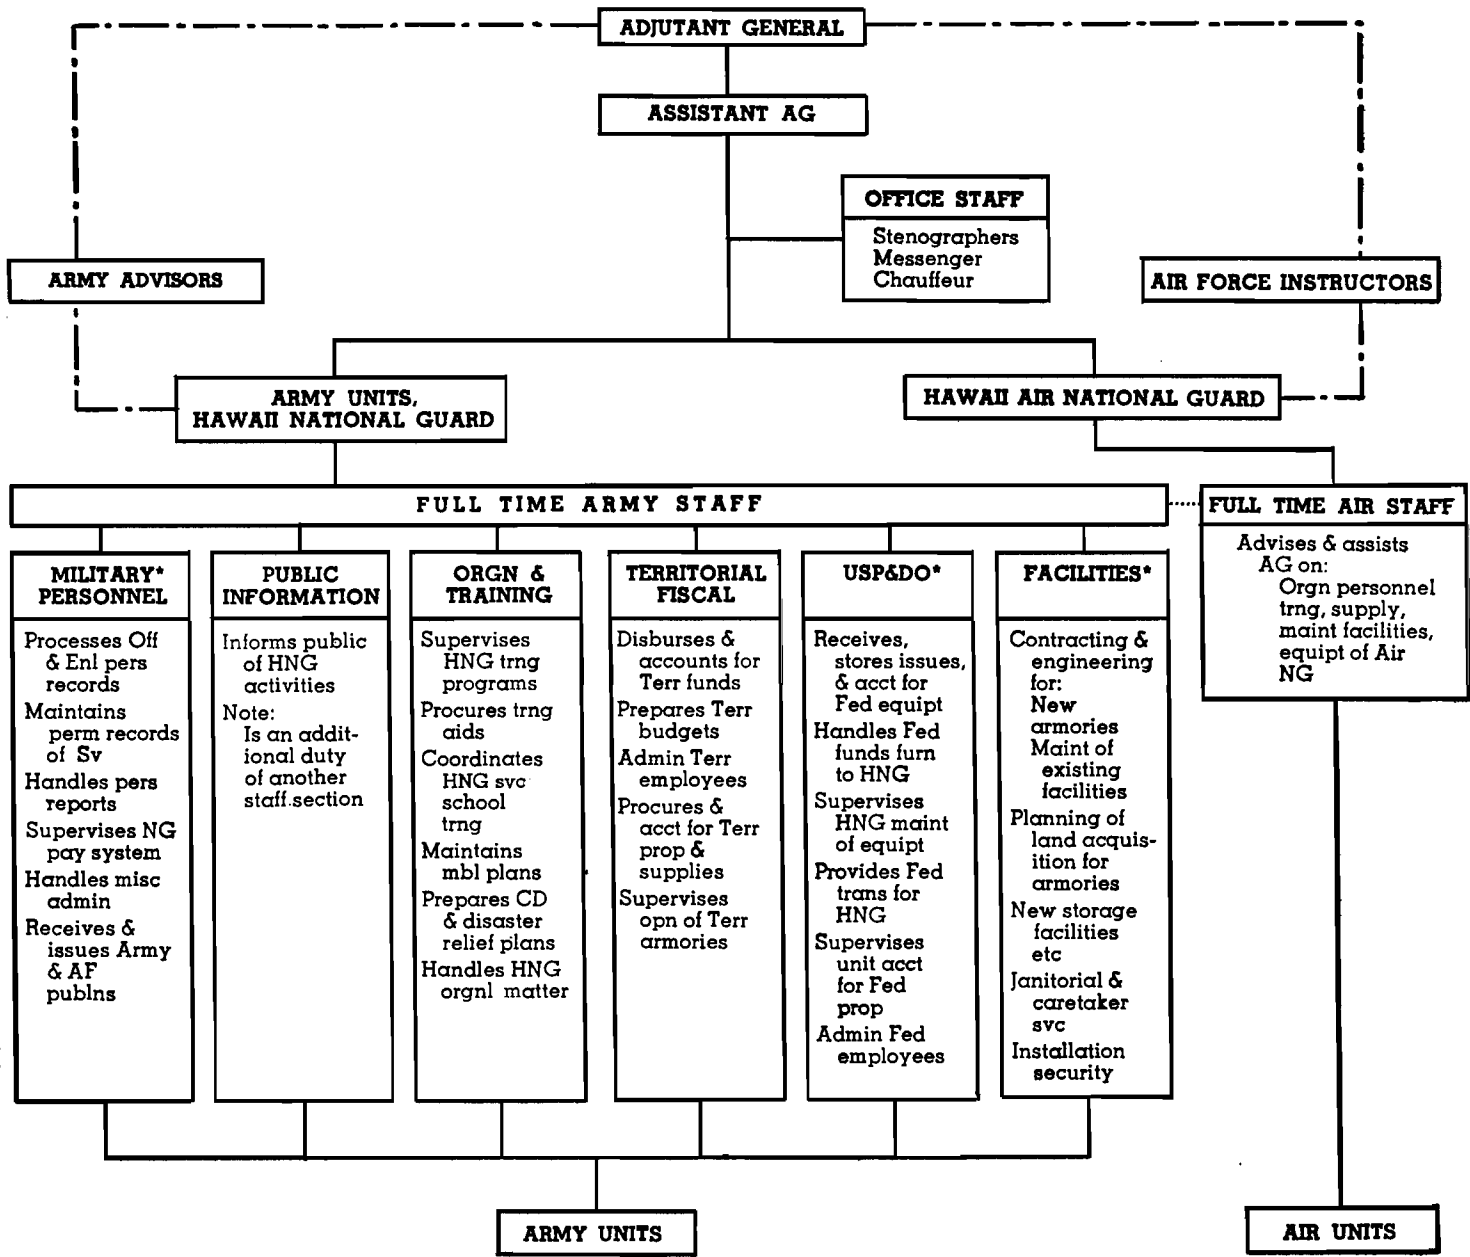 ADJUTANT GENERAL
ASSISTANT AG
OFFICE STAFF
Stenographers
Messenger
Chauffeur
ARMY ADVISORS
AIR FORCE INSTRUCTORS
ARMY UNITS,
HAWAII NATIONAL GUARD
HAWAII AIR NATIONAL GUARD
FULL TIME ARMY STAFF
FULL TIME AIR STAFF
Advises & assists
AG on:
Orgn personnel
trng, supply,
maint facilities,
equipt of Air
NG
MILITARY*
PERSONNEL
Processes Off
& Enl pers
records
Maintains
perm records
of Sv
Handles pers
reports
Supervises NG
pay system
Handles misc
admin
Receives &
issues Army
& AF
publns
PUBLIC
INFORMATION
Informs public
of HNG
activities
Note:
Is an addit-
ional duty
of another
staff.section
ORGN &
TRAINING
Supervises
HNG trng
programs
Procures trng
aids
Coordinates
HNG svc
school
trng
Maintains
mbl plans
Prepares CD
& disaster
relief plans
Handles HNG
orgnl matter
TERRITORIAL
FISCAL
Disburses &
accounts for
Terr funds
Prepares Terr
budgets
Admin Terr
employees
Procures &
acct for Terr
prop &
supplies
Supervises
opn of Terr
armories
USP&DO*
Receives,
stores issues,
& acct for
Fed equipt
Handles Fed
funds furn
to HNG
Supervises
HNG maint
of equipt
Provides Fed
trans for
HNG
Supervises
unit acct
for Fed
prop
Admin Fed
employees
FACILITIES*
Contracting &
engineering
for:
New
armories
Maint of
existing
facilities
Planning of
land acquis-
ition for
armories
New storage
facilities
etc
Janitorial &
caretaker
svc
Installation
security
ARMY UNITS
AIR UNITS